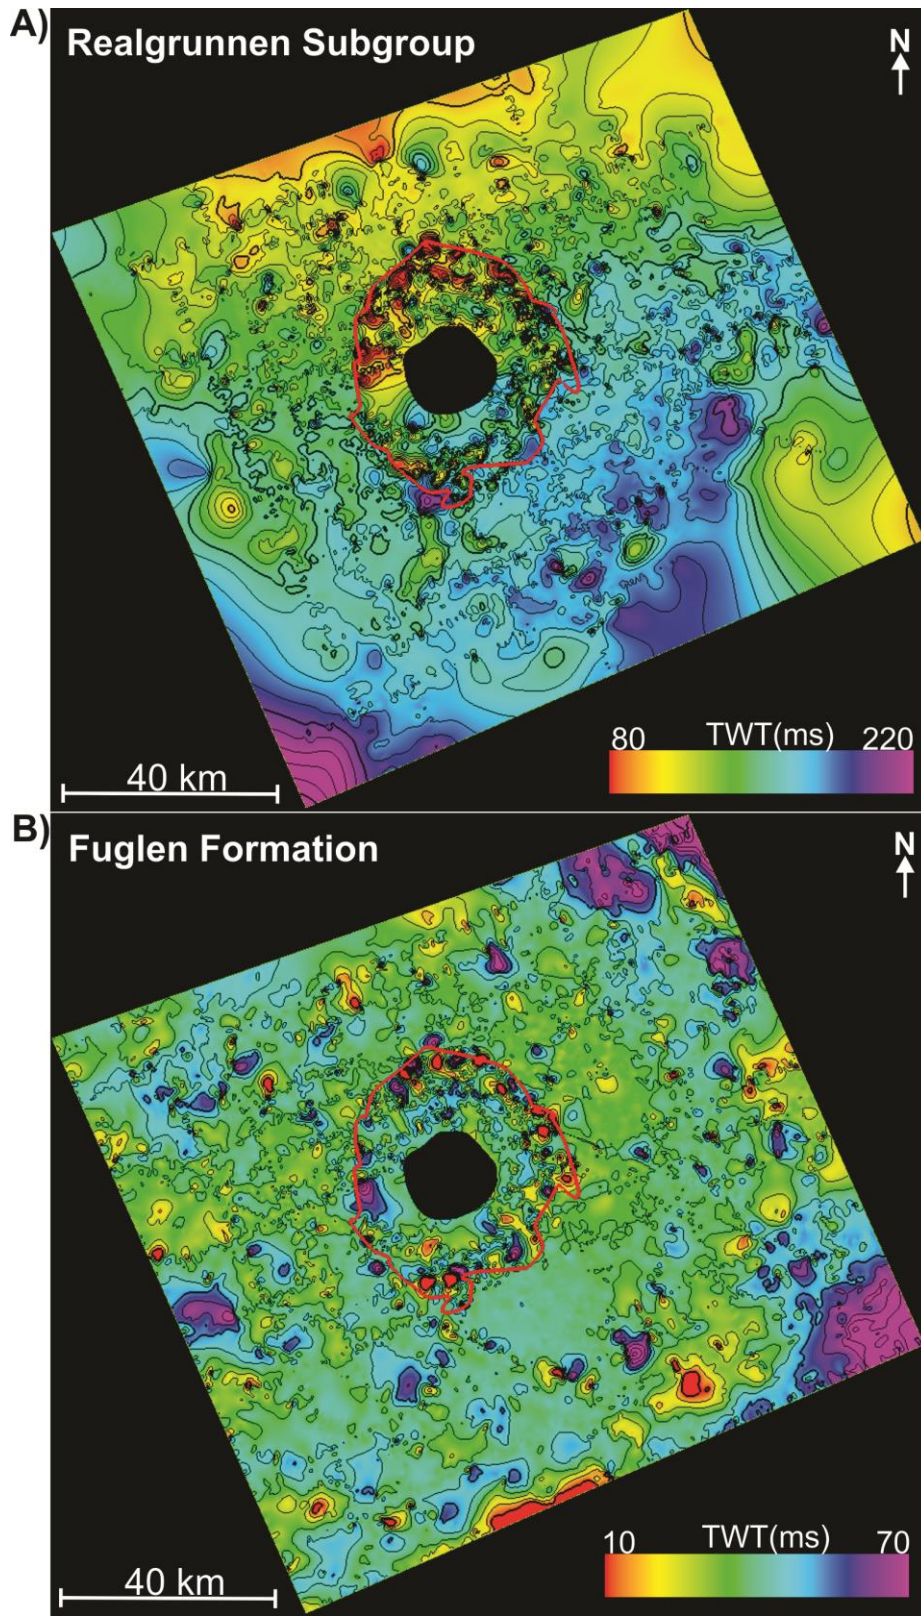 A)
Realgrunnen Subgroup
N
80 TWT(ms) 220
40 km
B)
Fuglen Formation
N
10 TWT(ms) 70
40 km